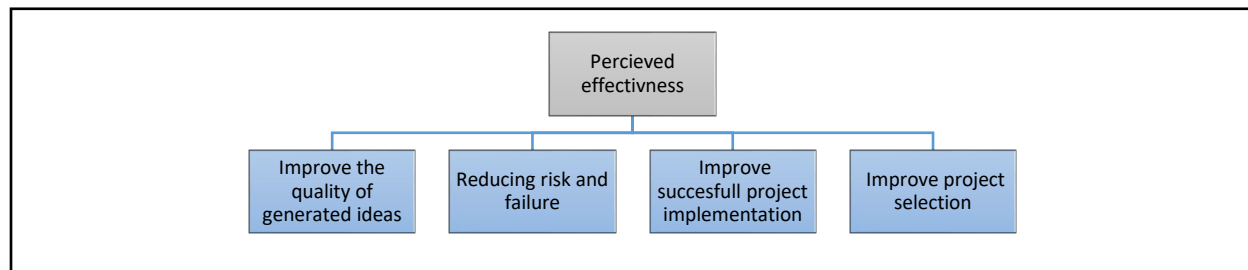 Percieved
effectivness
Improve the
quality of
generated ideas
Reducing risk and
failure
Improve
succesfull project
implementation
Improve project
selection